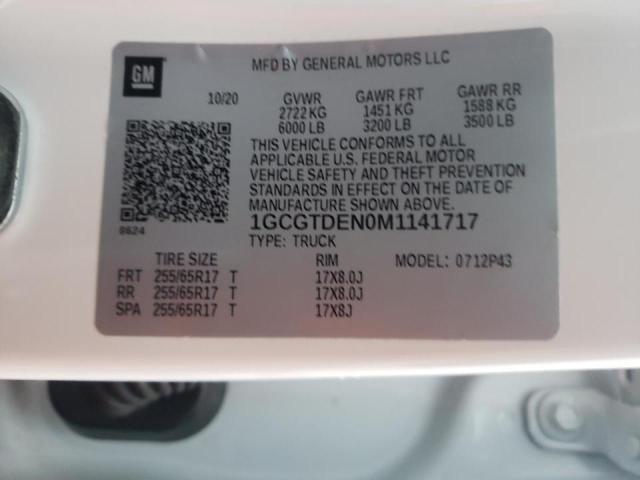 GM
MFD BY GENERAL MOTORS LLC
10/20 GVWR GAWR FRT GAWR RR
2722 KG 1451 KG 1588 KG
6000 LB 3200 LB 3500 LB
THIS VEHICLE CONFORMS TO ALL
APPLICABLE U.S. FEDERAL MOTOR
VEHICLE SAFETY AND THEFT PREVENTION
STANDARDS IN EFFECT ON THE DATE OF
MANUFACTURE SHOWN ABOVE.
8624
1GCGTDEN0M1141717
TYPE: TRUCK
TIRE SIZE RIM MODEL: 0712P43
FRT 255/65R17 T 17X8.0J
RR 255/65R17 T 17X8.0J
SPA 255/65R17 T 17X8J